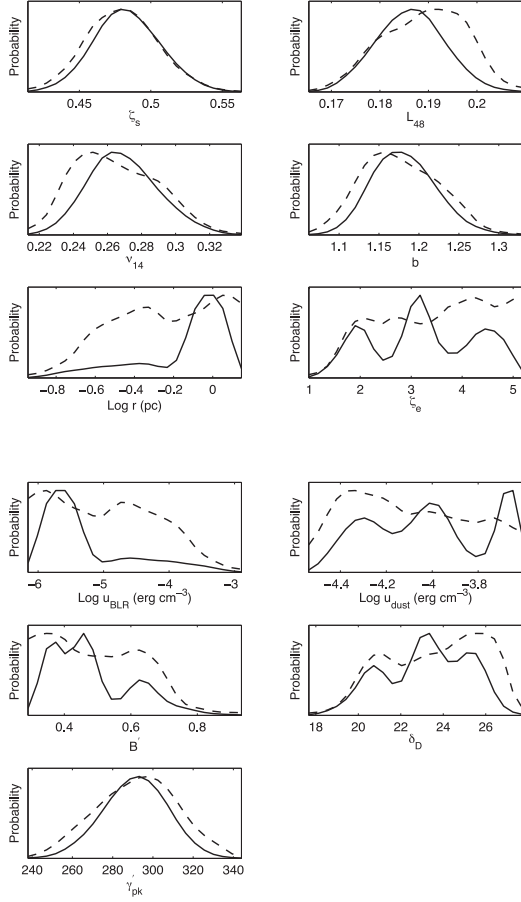 Probability
0.45 0.5 0.55
ζs
Probability
0.17 0.18 0.19 0.2
L48
Probability
0.22 0.24 0.26 0.28 0.3 0.32
ν14
Probability
1.1 1.15 1.2 1.25 1.3
b
Probability
−0.8 −0.6 −0.4 −0.2 0
Log r (pc)
Probability
1 2 3 4 5
ζe
Probability
−6 −5 −4 −3
Log uBLR (erg cm−3)
Probability
−4.4 −4.2 −4 −3.8
Log udust (erg cm−3)
Probability
0.4 0.6 0.8
B′
Probability
18 20 22 24 26
δD
Probability
240 260 280 300 320 340
γ′pk